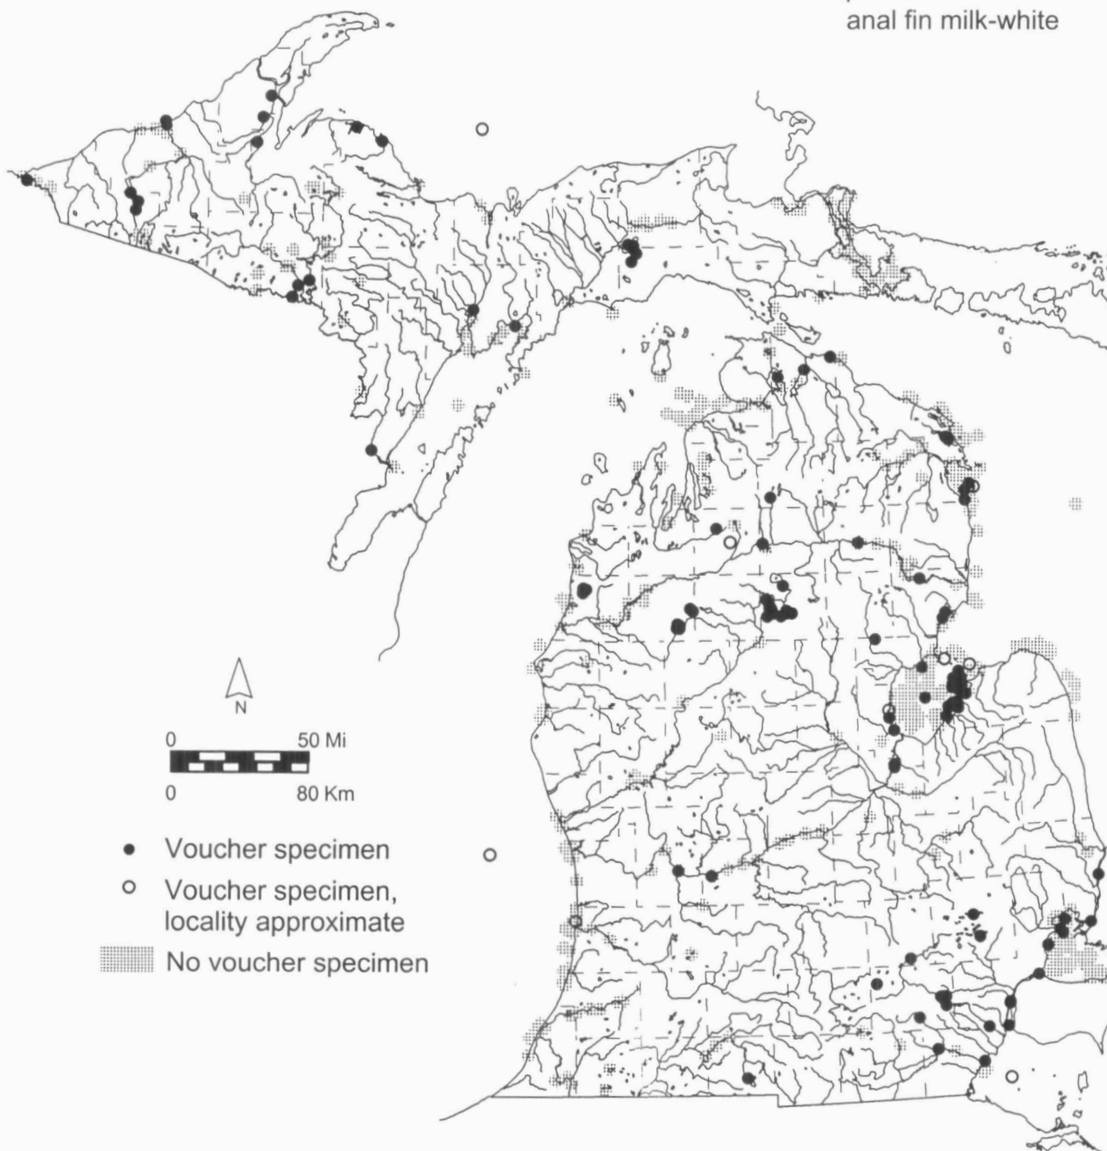 anal fin milk-white
N
0 50 Mi
0 80 Km
Voucher specimen
Voucher specimen,
locality approximate
No voucher specimen